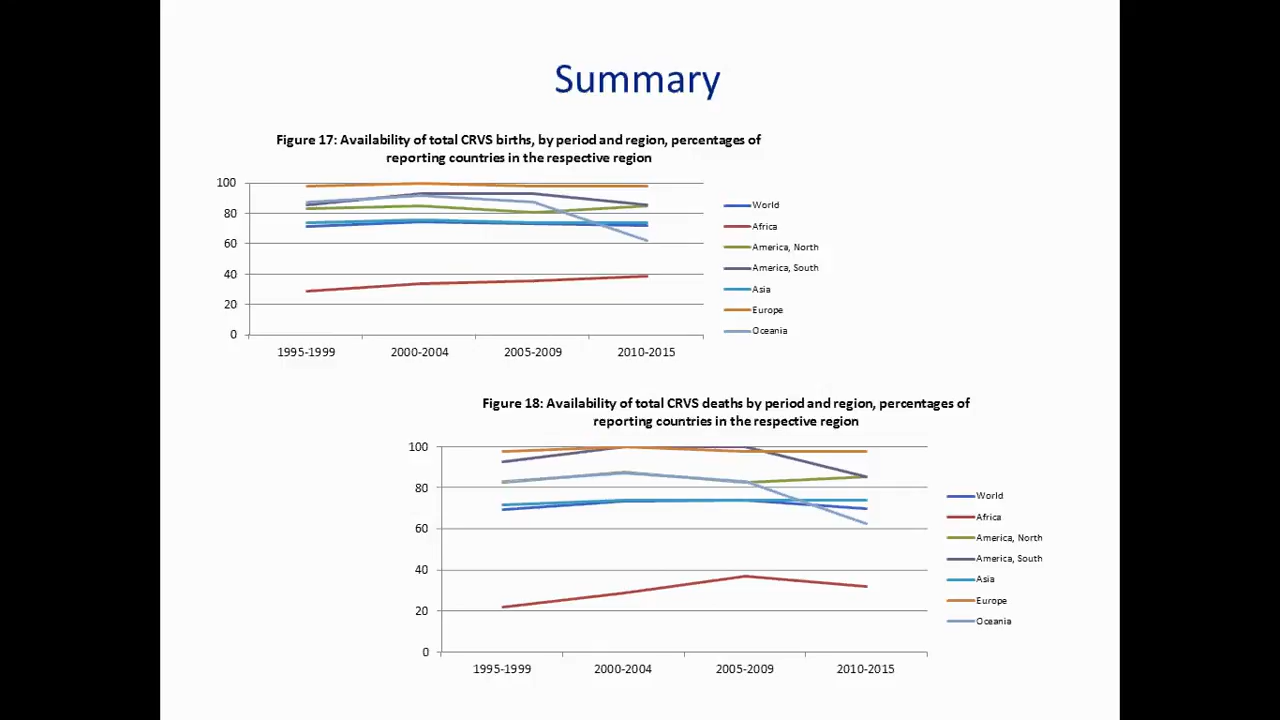 Summary
Figure 17: Availability of total CRVS births, by period and region, percentages of
reporting countries in the respective region
100
80
60
40
20
0
1995-1999 2000-2004 2005-2009 2010-2015
World
Africa
America, North
America, South
Asia
Europe
Oceania
Figure 18: Availability of total CRVS deaths by period and region, percentages of
reporting countries in the respective region
100
80
60
40
20
0
1995-1999 2000-2004 2005-2009 2010-2015
World
Africa
America, North
America, South
Asia
Europe
Oceania